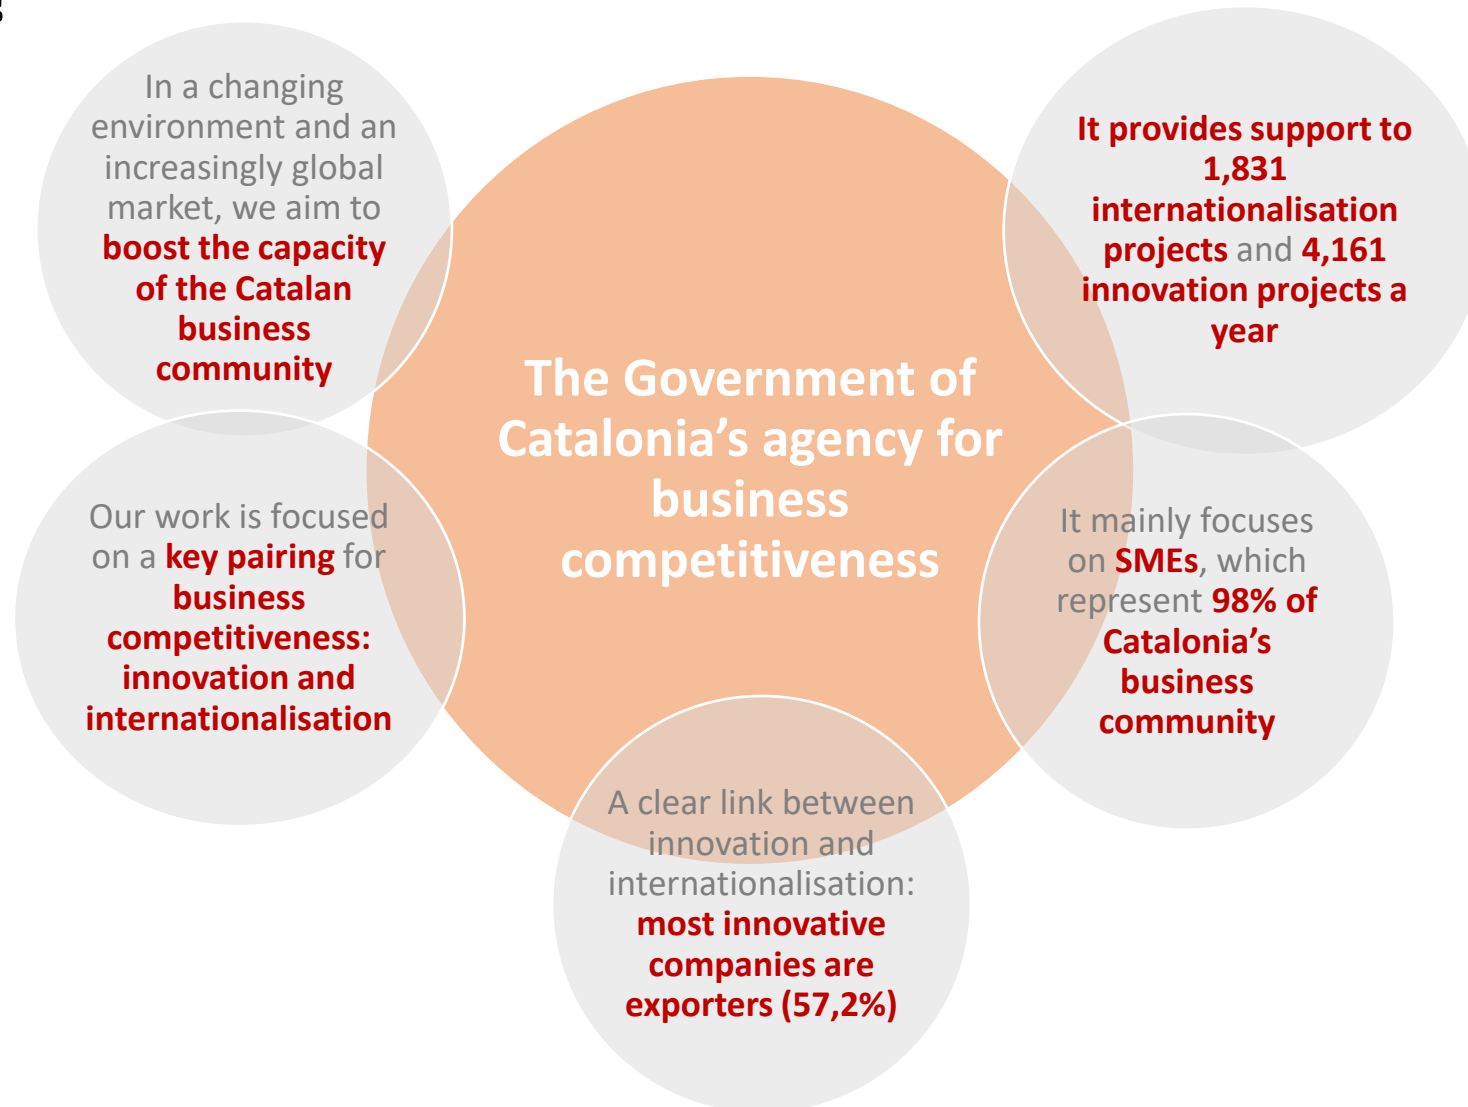 In a changing
environment and an
increasingly global
market, we aim to
boost the capacity
of the Catalan
business
community
It provides support to
1,831
internationalisation
projects and 4,161
innovation projects a
year
The Government of
Catalonia’s agency for
business
competitiveness
Our work is focused
on a key pairing for
business
competitiveness:
innovation and
internationalisation
It mainly focuses
on SMEs, which
represent 98% of
Catalonia’s
business
community
A clear link between
innovation and
internationalisation:
most innovative
companies are
exporters (57,2%)